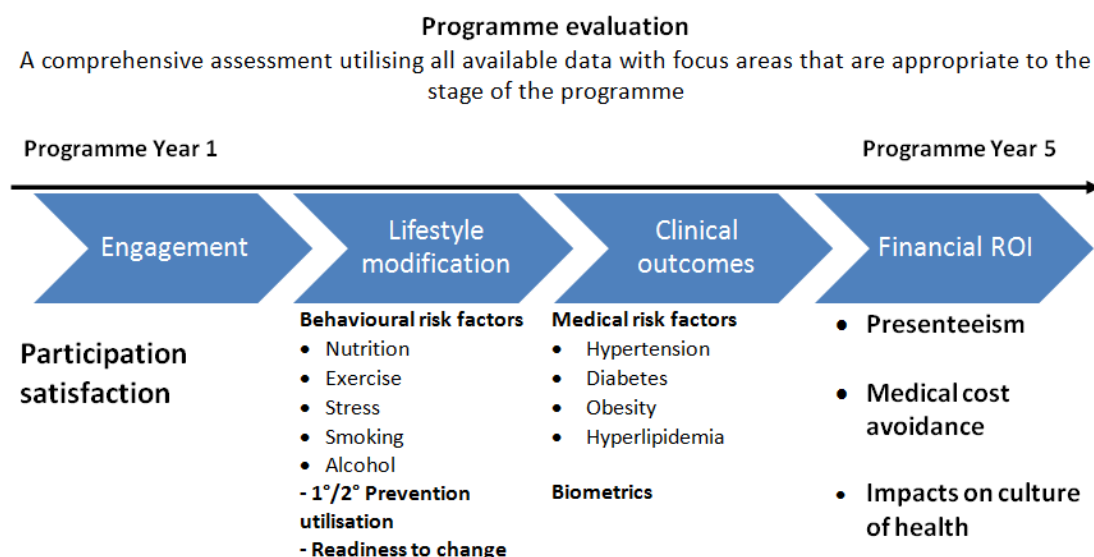 Programme evaluation
A comprehensive assessment utilising all available data with focus areas that are appropriate to the
stage of the programme
Programme Year 1
Programme Year 5
Engagement
Lifestyle
modification
Clinical
outcomes
Financial ROI
Participation
satisfaction
Behavioural risk factors
• Nutrition
• Exercise
• Stress
• Smoking
• Alcohol
- 1°/2° Prevention
utilisation
- Readiness to change
Medical risk factors
• Hypertension
• Diabetes
• Obesity
• Hyperlipidemia
Biometrics
• Presenteeism
• Medical cost
avoidance
• Impacts on culture
of health